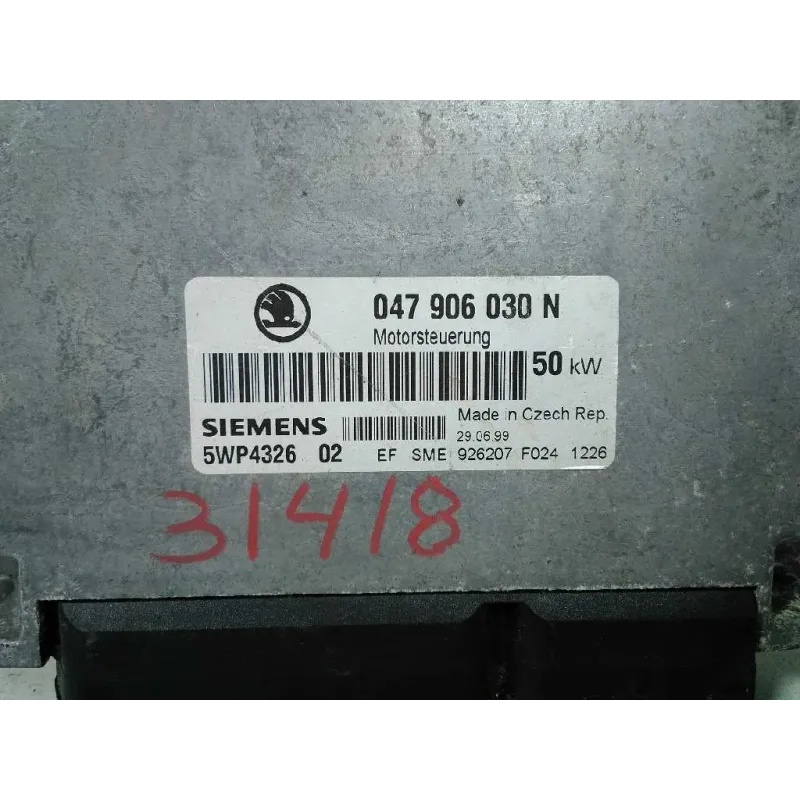 047 906 030 N
Motorsteuerung
50 kW
SIEMENS
Made in Czech Rep.
29.06.99
5WP4326 02 EF SME 926207 F024 1226
31418